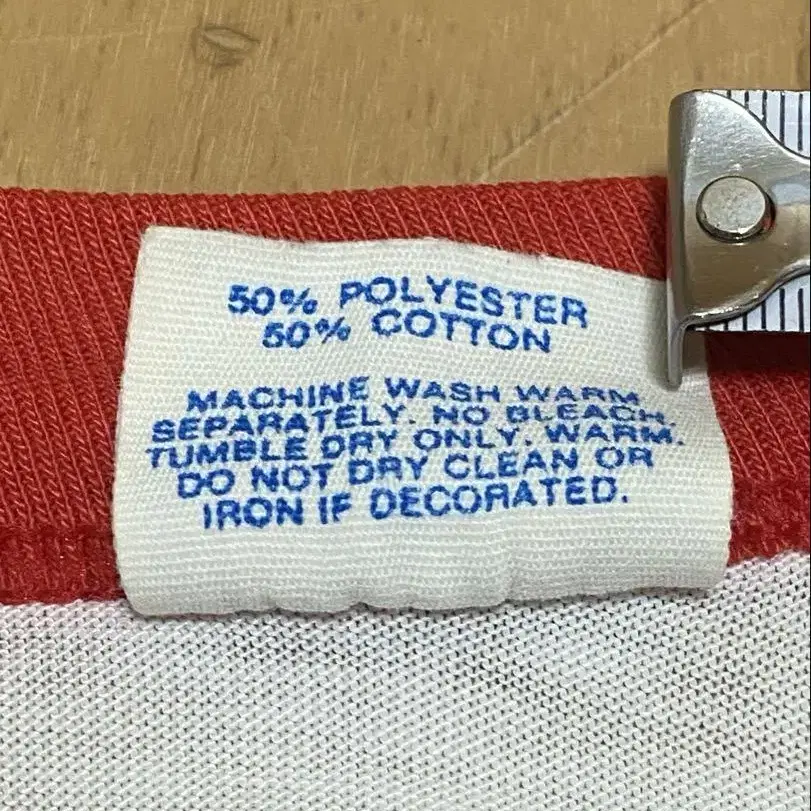 50% POLYESTER
50% COTTON
MACHINE WASH WARM
SEPARATELY. NO BLEACH.
TUMBLE DRY ONLY. WARM.
DO NOT DRY CLEAN OR
IRON IF DECORATED.